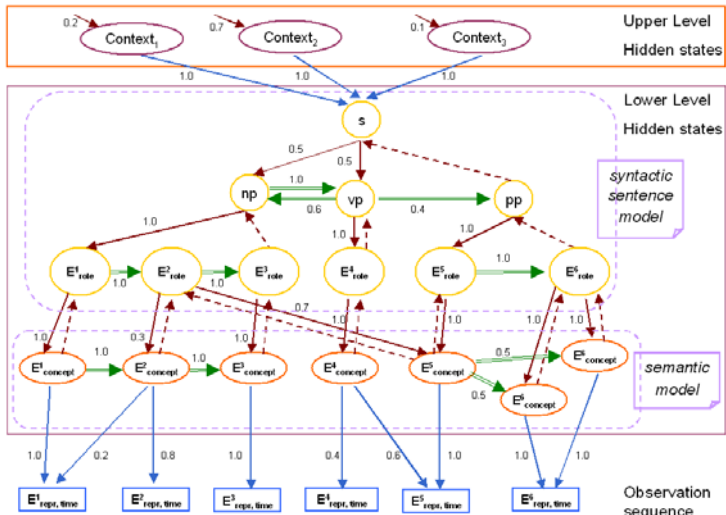 0.2 0.7 0.1 Upper Level
Context1 Context2 Context3
Hidden states
1.0 1.0 1.0
Lower Level
s
Hidden states
0.5 0.5
np 1.0 vp pp
0.6 0.4
syntactic
sentence
model
1.0 1.0 1.0
E1role E2role E3role E4role E5role E6role
1.0 1.0 1.0
0.7
1.0 0.3 1.0 1.0 1.0 1.0
0.5
E1concept 1.0 E2concept 1.0 E3concept E4concept E5concept E6concept
0.5 E6concept
semantic
model
1.0 0.2 0.8 1.0 0.4 0.6 1.0 1.0 1.0
E1repr, time E2repr, time E3repr, time E4repr, time E5repr, time E6repr, time
Observation
sequence